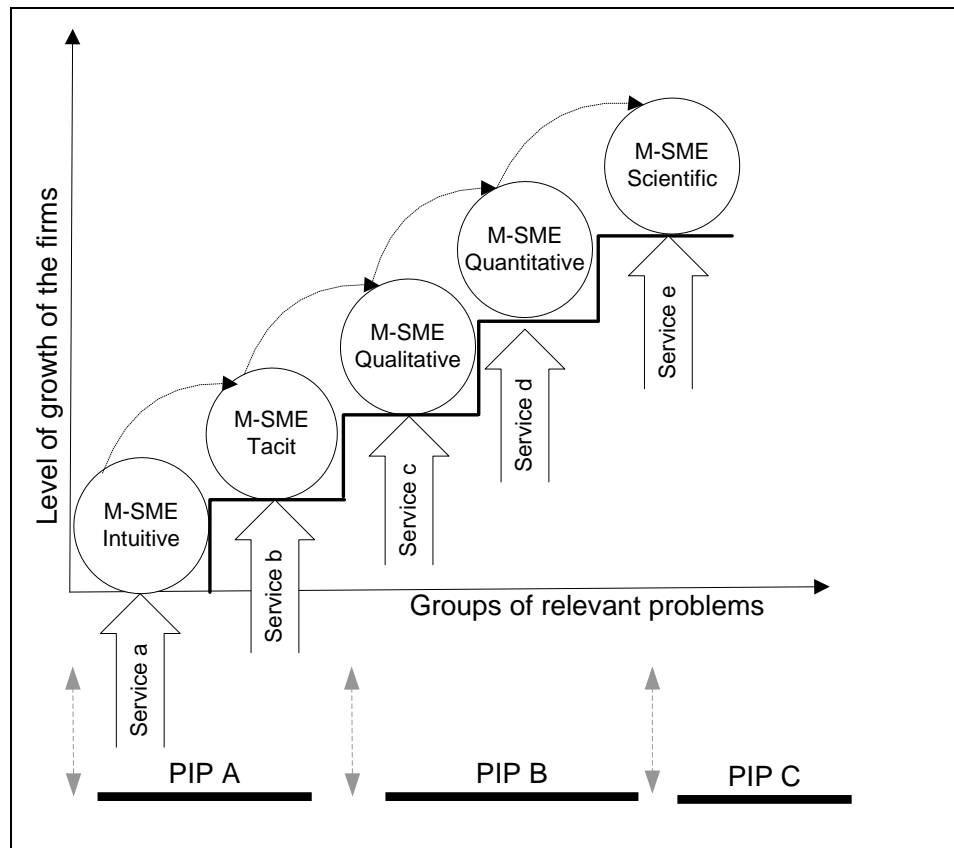 Level of growth of the firms
M-SME
Scientific
M-SME
Quantitative
M-SME
Qualitative
M-SME
Tacit
M-SME
Intuitive
Service a
Service b
Service c
Service d
Service e
Groups of relevant problems
PIP A
PIP B
PIP C